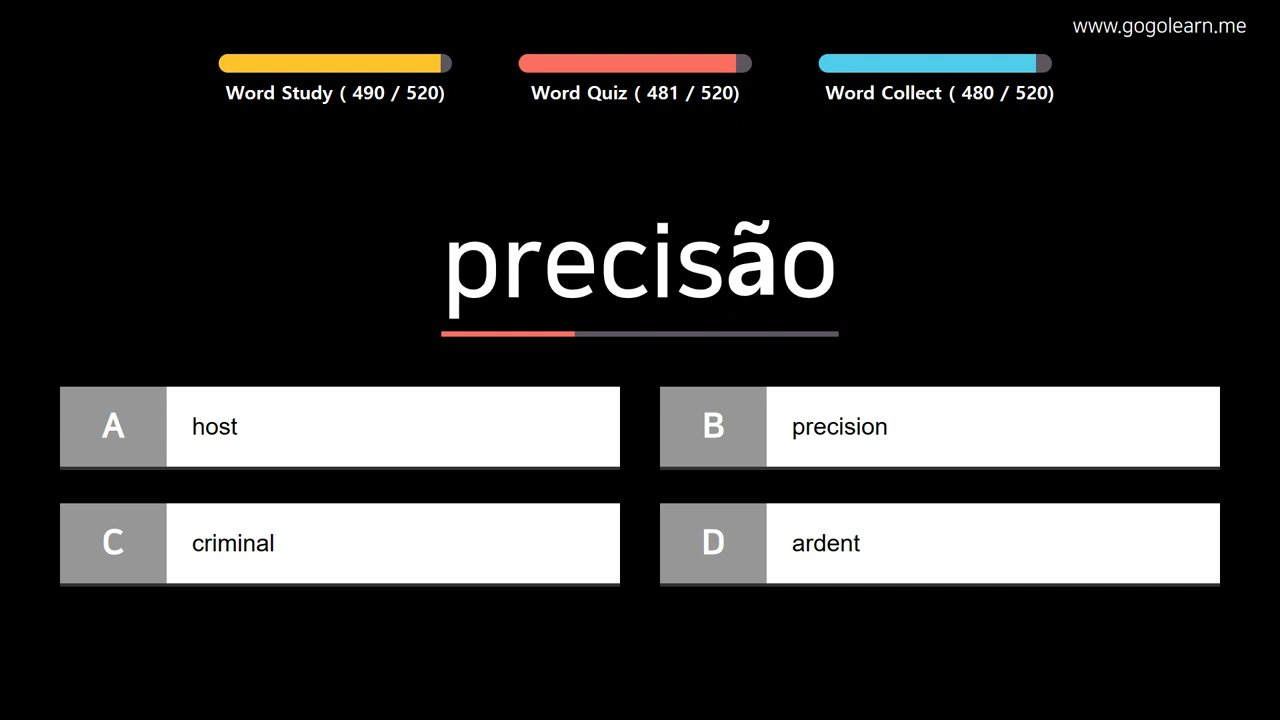 www.gogolearn.me
Word Study ( 490 / 520)
Word Quiz ( 481 / 520)
Word Collect ( 480 / 520)
precisão
A host
B precision
C criminal
D ardent